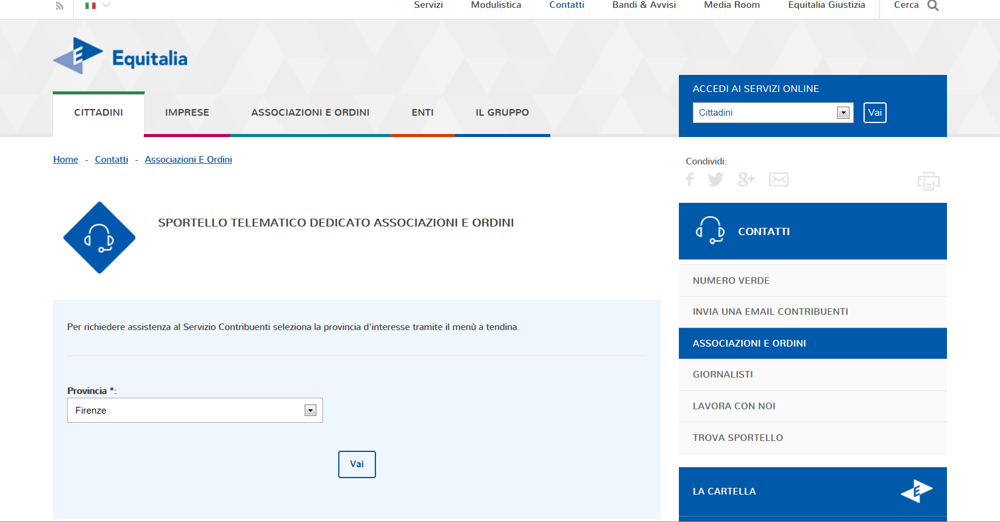 Servizi Modulistica Contatti Bandi & Avvisi Media Room Equitalia Giustizia Cerca
Equitalia
CITTADINI IMPRESE ASSOCIAZIONI E ORDINI ENTI IL GRUPPO
ACCEDI AI SERVIZI ONLINE
Cittadini Vai
Home - Contatti - Associazioni E Ordini
Condividi:
SPORTELLO TELEMATICO DEDICATO ASSOCIAZIONI E ORDINI
Per richiedere assistenza al Servizio Contribuenti seleziona la provincia d'interesse tramite il menù a tendina.
Provincia *:
Firenze
Vai
CONTATTI
NUMERO VERDE
INVIA UNA EMAIL CONTRIBUENTI
ASSOCIAZIONI E ORDINI
GIORNALISTI
LAVORA CON NOI
TROVA SPORTELLO
LA CARTELLA